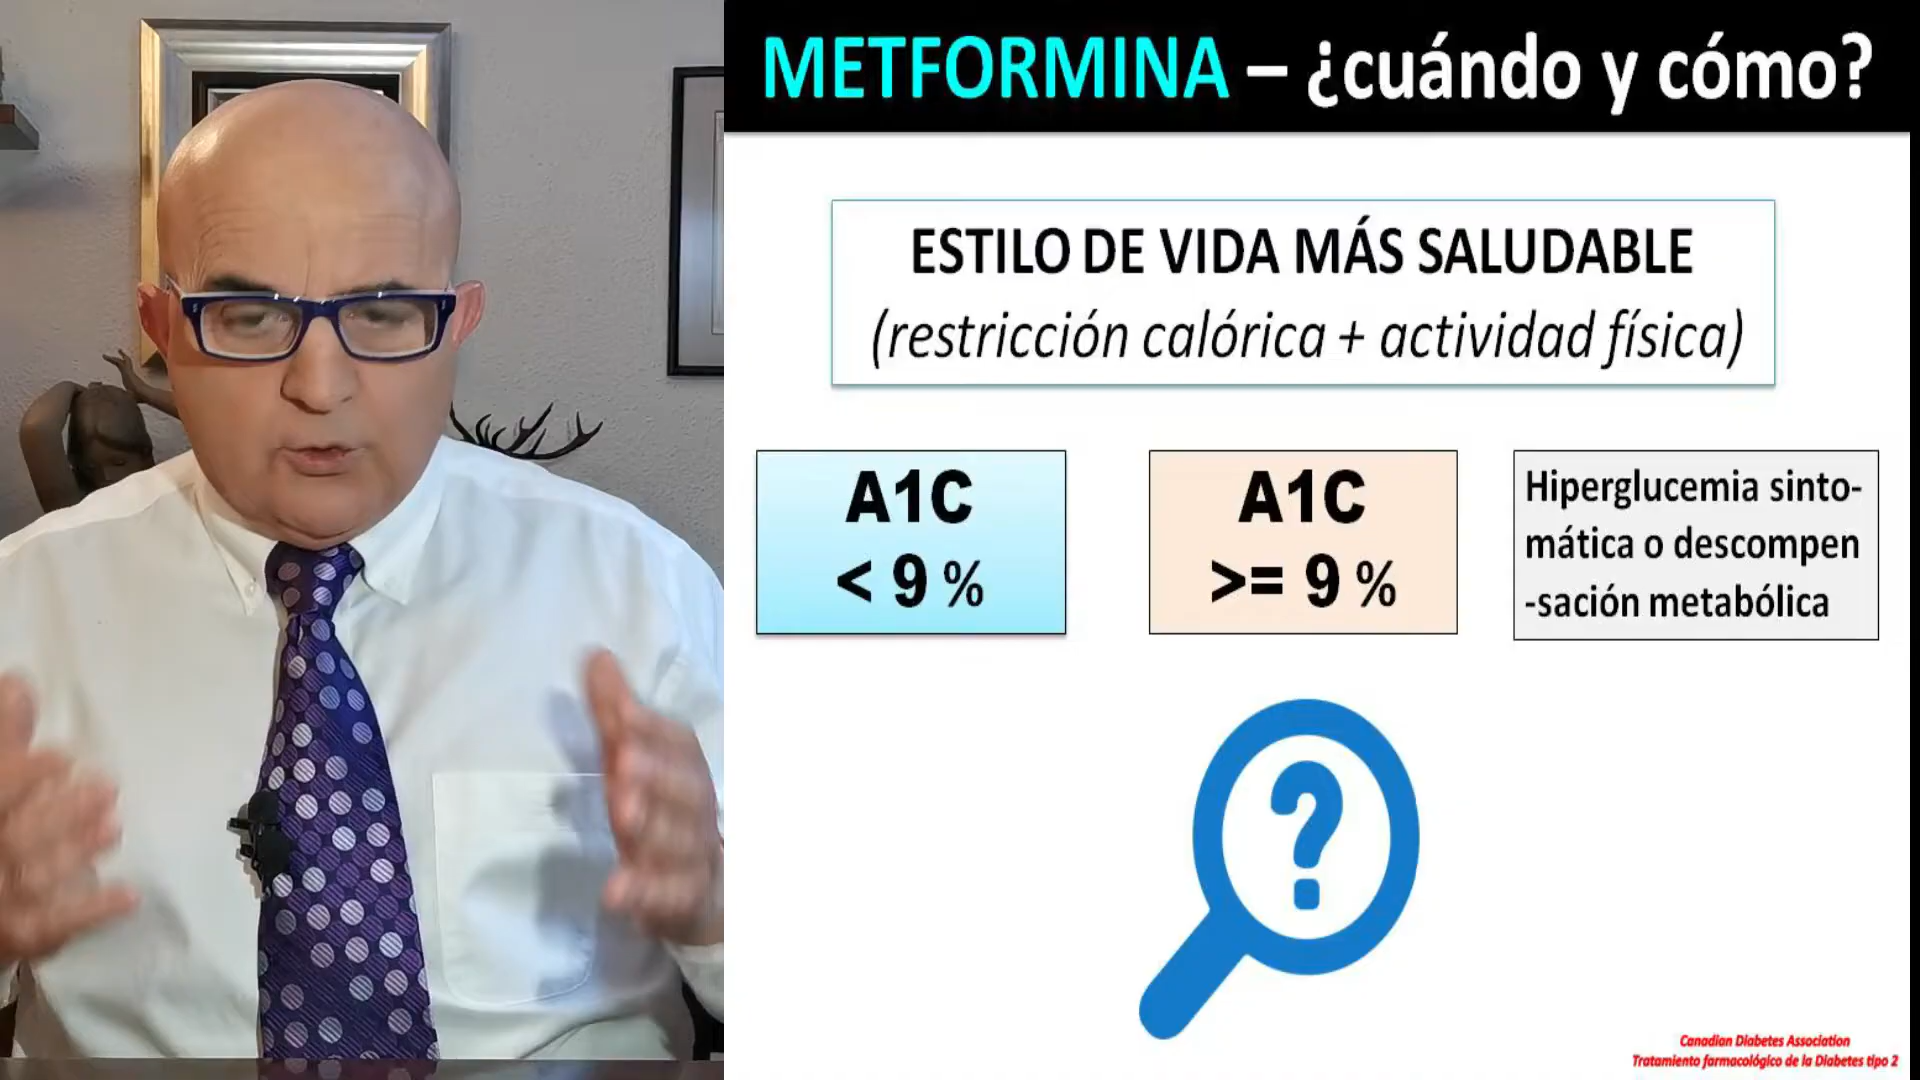 METFORMINA – ¿cuándo y cómo?
ESTILO DE VIDA MÁS SALUDABLE
(restricción calórica + actividad física)
A1C
< 9 %
A1C
>= 9 %
Hiperglucemia sinto-
mática o descompen
-sación metabólica
?
Canadian Diabetes Association
Tratamiento farmacológico de la Diabetes tipo 2